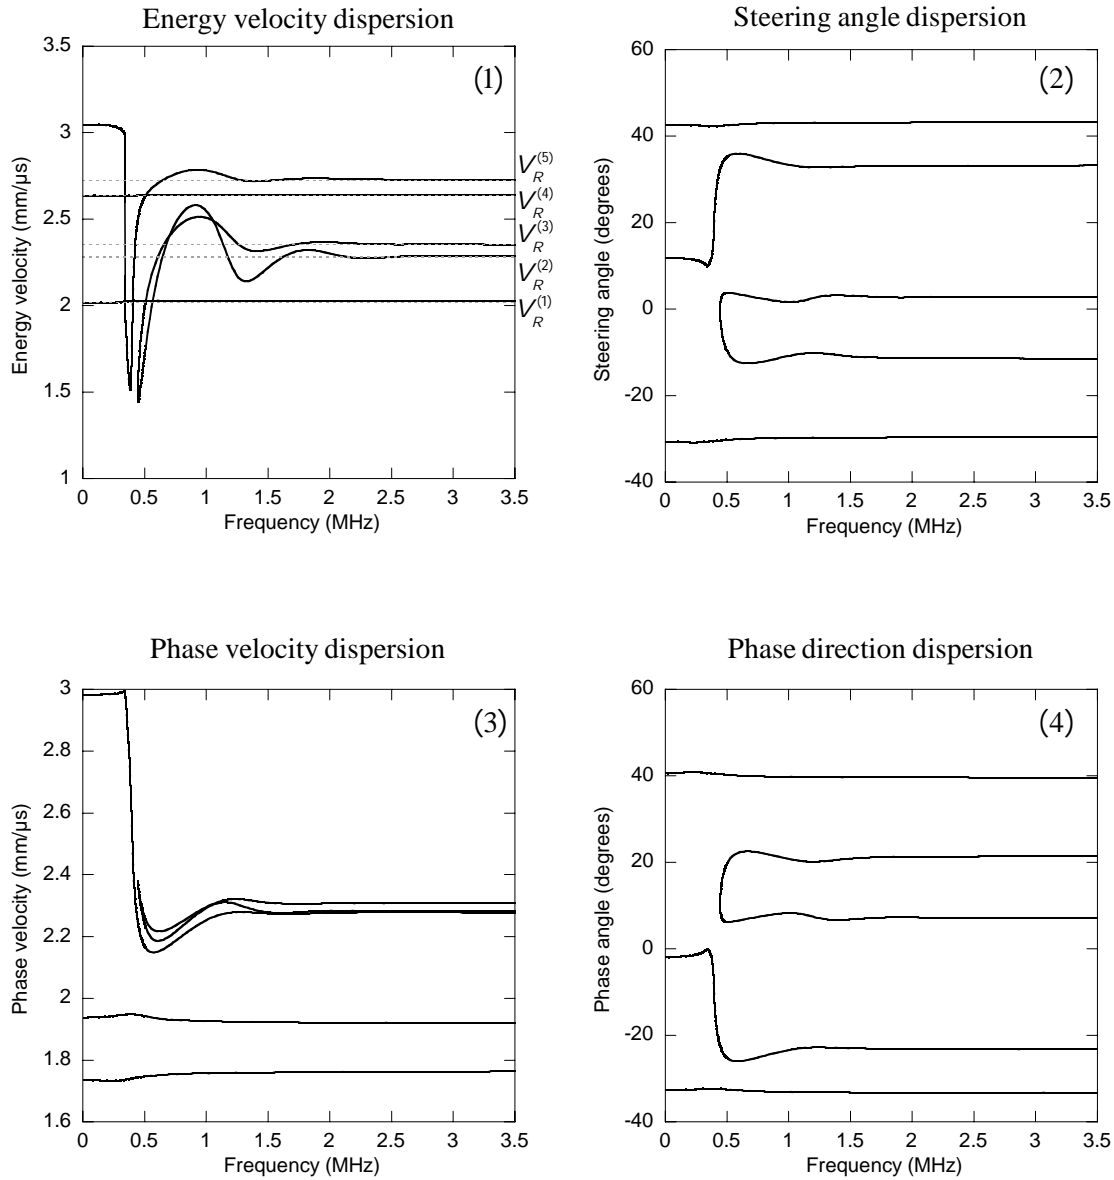 Energy velocity dispersion
(1)
3.5
3
2.5
2
1.5
1
Energy velocity (mm/µs)
V_R^(5)
V_R^(4)
V_R^(3)
V_R^(2)
V_R^(1)
0 0.5 1 1.5 2 2.5 3 3.5
Frequency (MHz)
Steering angle dispersion
(2)
60
40
20
0
-20
-40
Steering angle (degrees)
0 0.5 1 1.5 2 2.5 3 3.5
Frequency (MHz)
Phase velocity dispersion
(3)
3
2.8
2.6
2.4
2.2
2
1.8
1.6
Phase velocity (mm/µs)
0 0.5 1 1.5 2 2.5 3 3.5
Frequency (MHz)
Phase direction dispersion
(4)
60
40
20
0
-20
-40
Phase angle (degrees)
0 0.5 1 1.5 2 2.5 3 3.5
Frequency (MHz)